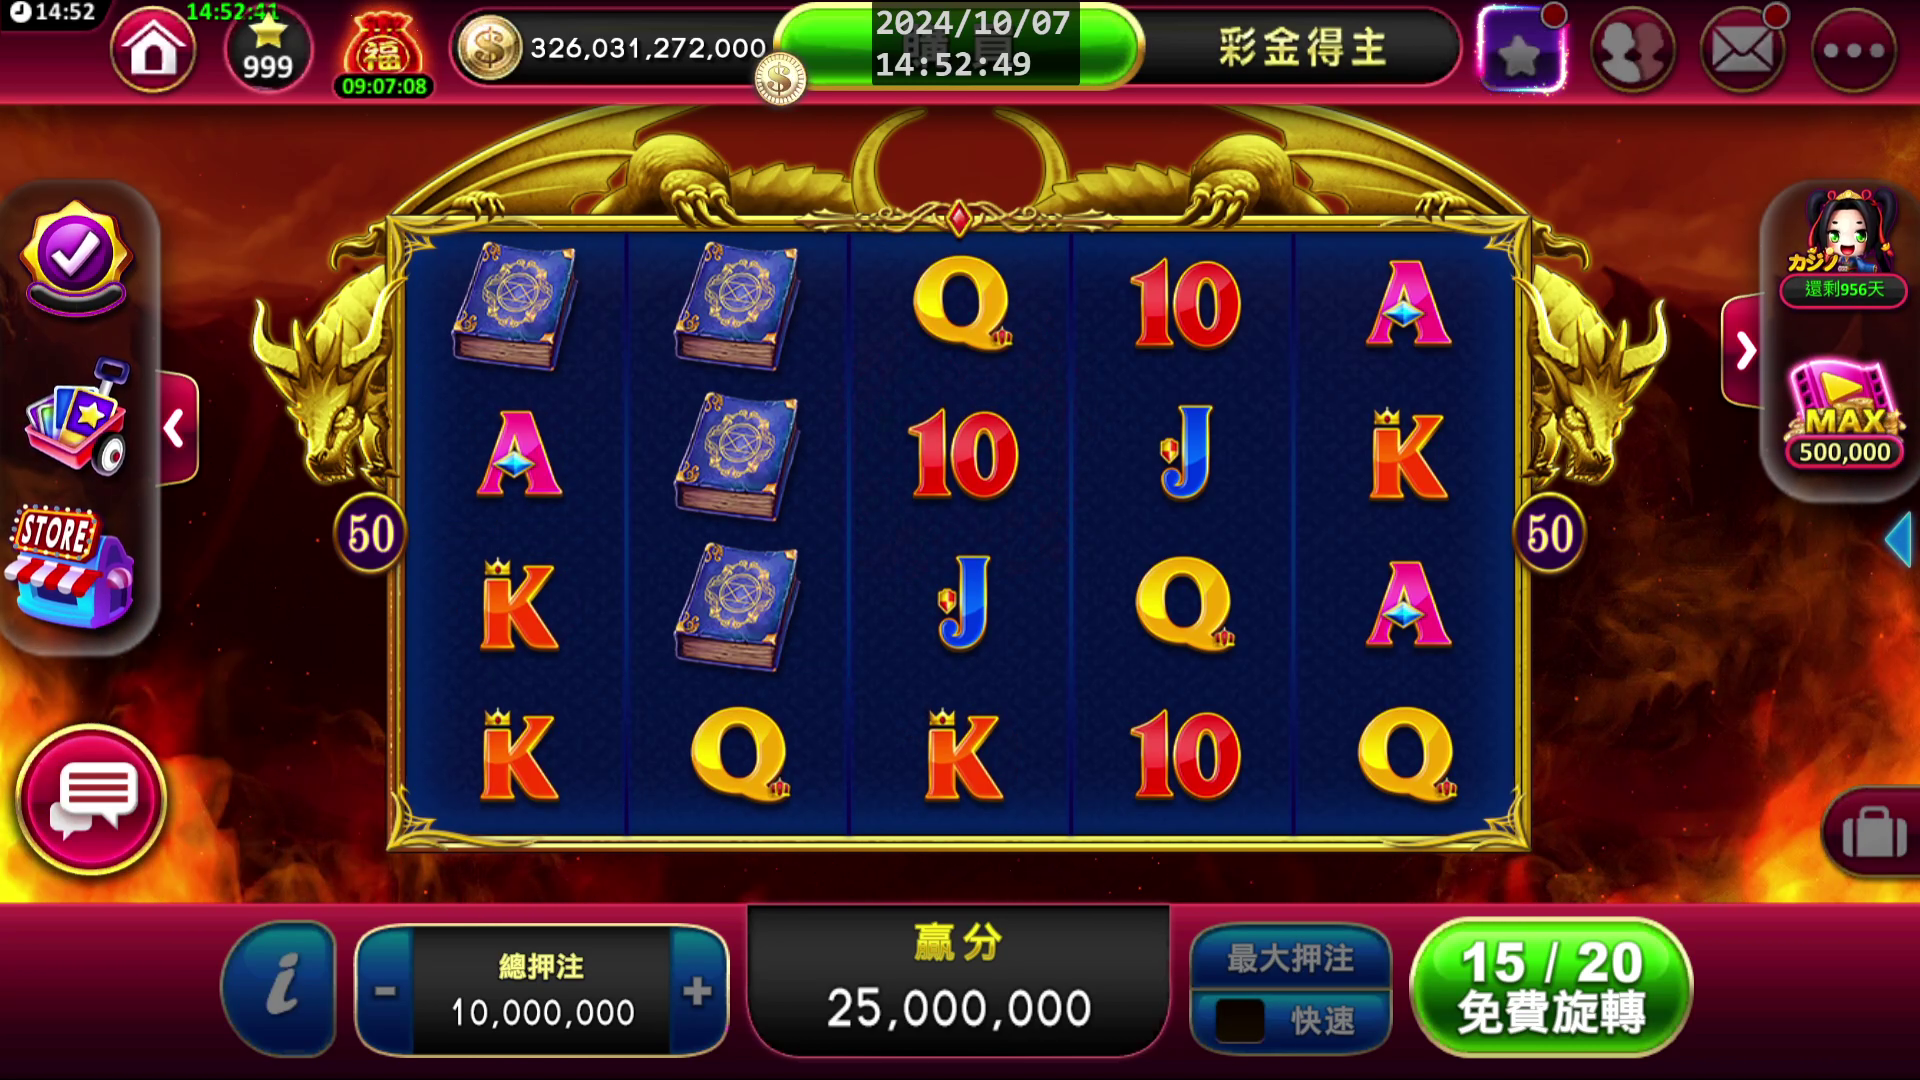 14:52
14:52:41
999
福
09:07:08
326,031,272,000
2024/10/07
14:52:49
彩金得主
カジノ
還剩956天
MAX
500,000
STORE
Q 10 A
A 10 J K
50
50
K J Q A
K Q K 10 Q
i
總押注
- 10,000,000 +
贏分
25,000,000
最大押注
快速
15 / 20
免費旋轉